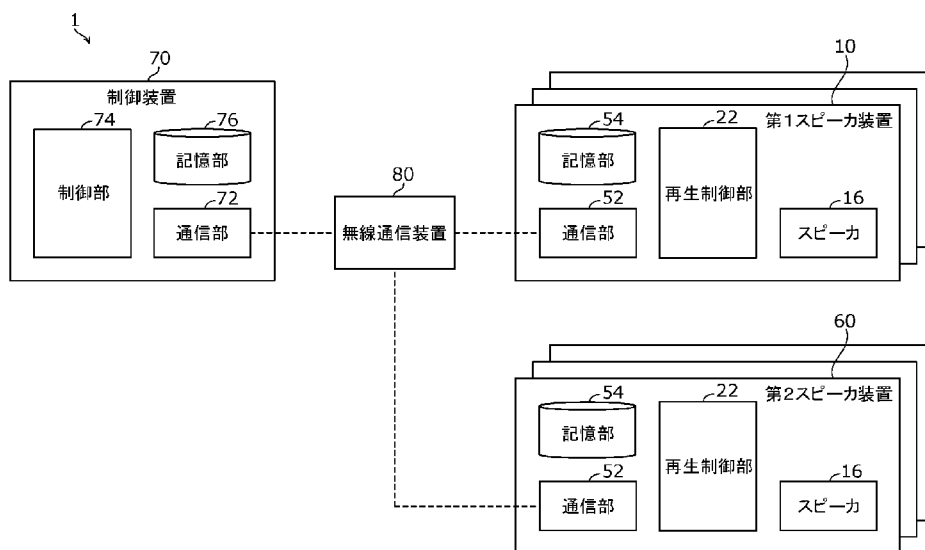 1
70
制御装置
74
制御部
76
記憶部
72
通信部
80
無線通信装置
10
第1スピーカ装置
54
記憶部
22
再生制御部
52
通信部
16
スピーカ
60
第2スピーカ装置
54
記憶部
22
再生制御部
52
通信部
16
スピーカ